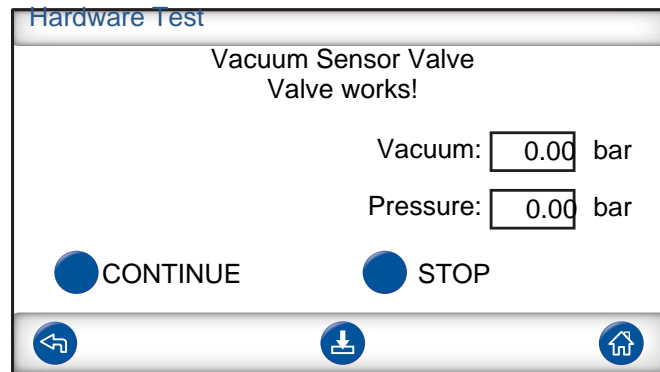 Hardware Test
Vacuum Sensor Valve
Valve works!
Vacuum: 0.00 bar
Pressure: 0.00 bar
CONTINUE STOP